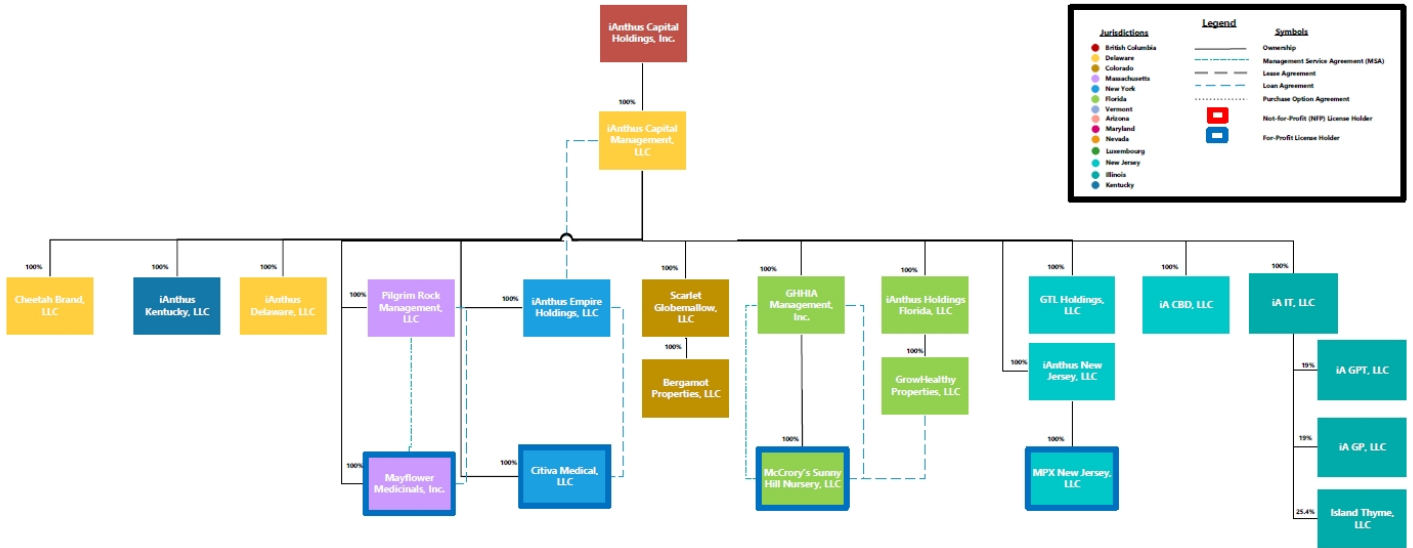 iAnthus Capital
Holdings, Inc.
Legend
Jurisdictions
Symbols
British Columbia
Delaware
Colorado
Massachusetts
New York
Florida
Vermont
Arizona
Maryland
Nevada
Luxembourg
New Jersey
Illinois
Kentucky
Ownership
Management Service Agreement (MSA)
Lease Agreement
Loan Agreement
Purchase Option Agreement
Not-for-Profit (NFP) License Holder
For-Profit License Holder
100%
iAnthus Capital
Management,
LLC
100%
100%
100%
100%
100%
100%
100%
100%
100%
100%
100%
Cheetah Brand,
LLC
iAnthus
Kentucky, LLC
iAnthus
Delaware, LLC
Pilgrim Rock
Management,
LLC
iAnthus Empire
Holdings, LLC
Scarlet
Globemallow,
LLC
GHHIA
Management,
Inc.
iAnthus Holdings
Florida, LLC
GTL Holdings,
LLC
iA CBD, LLC
iA IT, LLC
100%
100%
100%
19%
Bergamot
Properties, LLC
GrowHealthy
Properties, LLC
iAnthus New
Jersey, LLC
iA GPT, LLC
100%
100%
100%
100%
19%
iA GP, LLC
Mayflower
Medicinals, Inc.
Citiva Medical,
LLC
McCrory's Sunny
Hill Nursery, LLC
MPX New Jersey,
LLC
25.4%
Island Thyme,
LLC